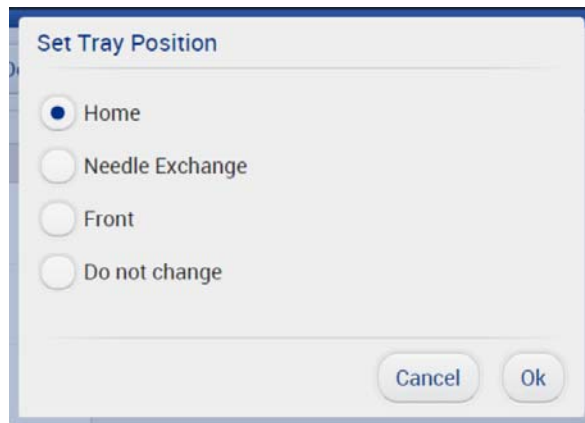 Set Tray Position
Home
Needle Exchange
Front
Do not change
Cancel Ok